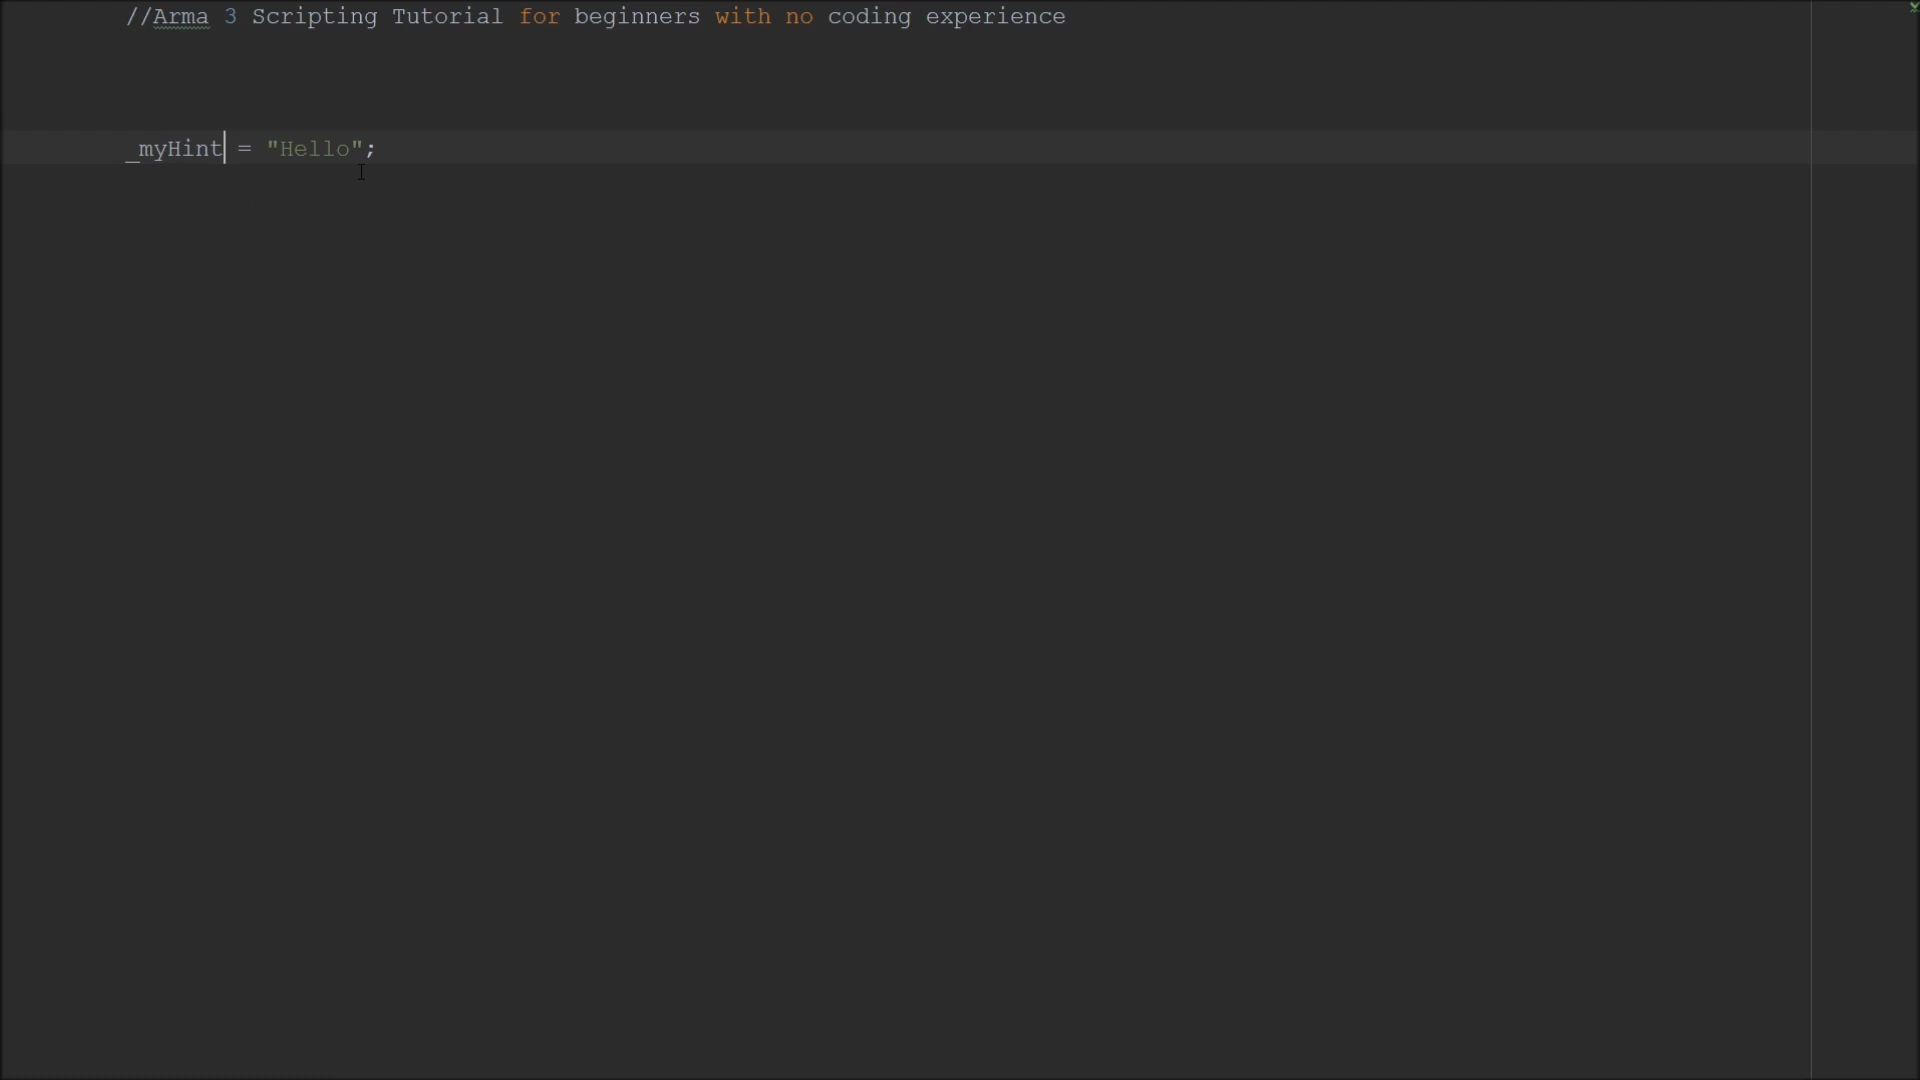 //Arma 3 Scripting Tutorial for beginners with no coding experience
_myHint = "Hello";